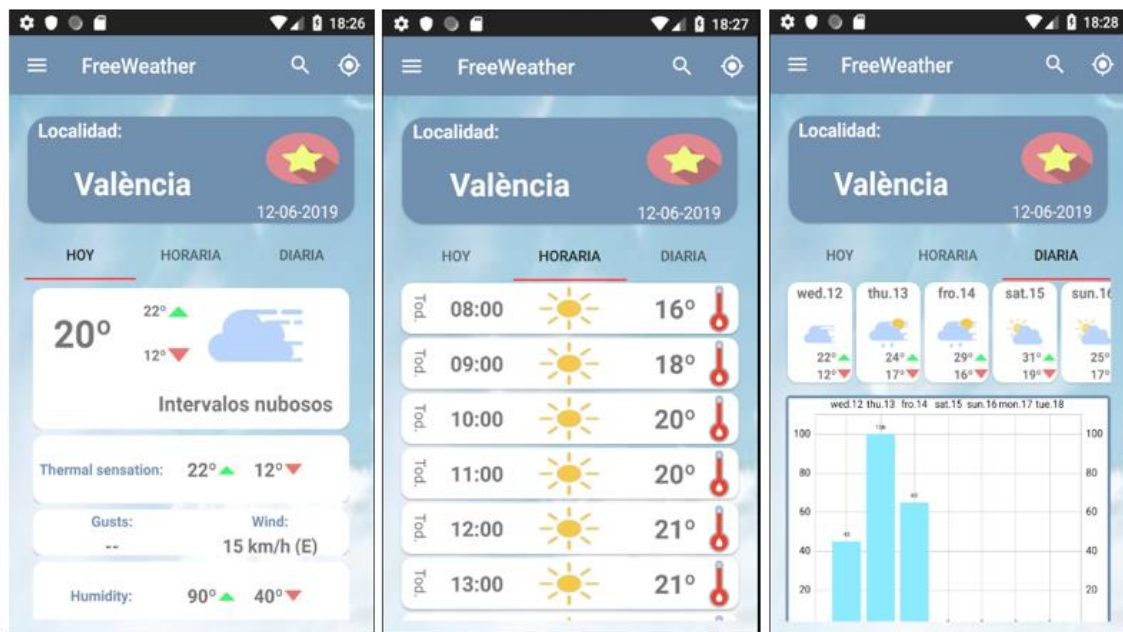 18:26
FreeWeather
Localidad:
València
12-06-2019
HOY HORARIA DIARIA
20º
22º
12º
Intervalos nubosos
Thermal sensation: 22º 12º
Gusts: Wind:
-- 15 km/h (E)
Humidity: 90º 40º
18:27
FreeWeather
Localidad:
València
12-06-2019
HOY HORARIA DIARIA
Tod. 08:00 16º
Tod. 09:00 18º
Tod. 10:00 20º
Tod. 11:00 20º
Tod. 12:00 21º
Tod. 13:00 21º
18:28
FreeWeather
Localidad:
València
12-06-2019
HOY HORARIA DIARIA
wed.12 thu.13 fro.14 sat.15 sun.16
22º 24º 29º 31º 25º
12º 17º 16º 19º 17º
wed.12 thu.13 fro.14 sat.15 sun.16 mon.17 tue.18
100 100
80 80
60 60
40 40
20 20